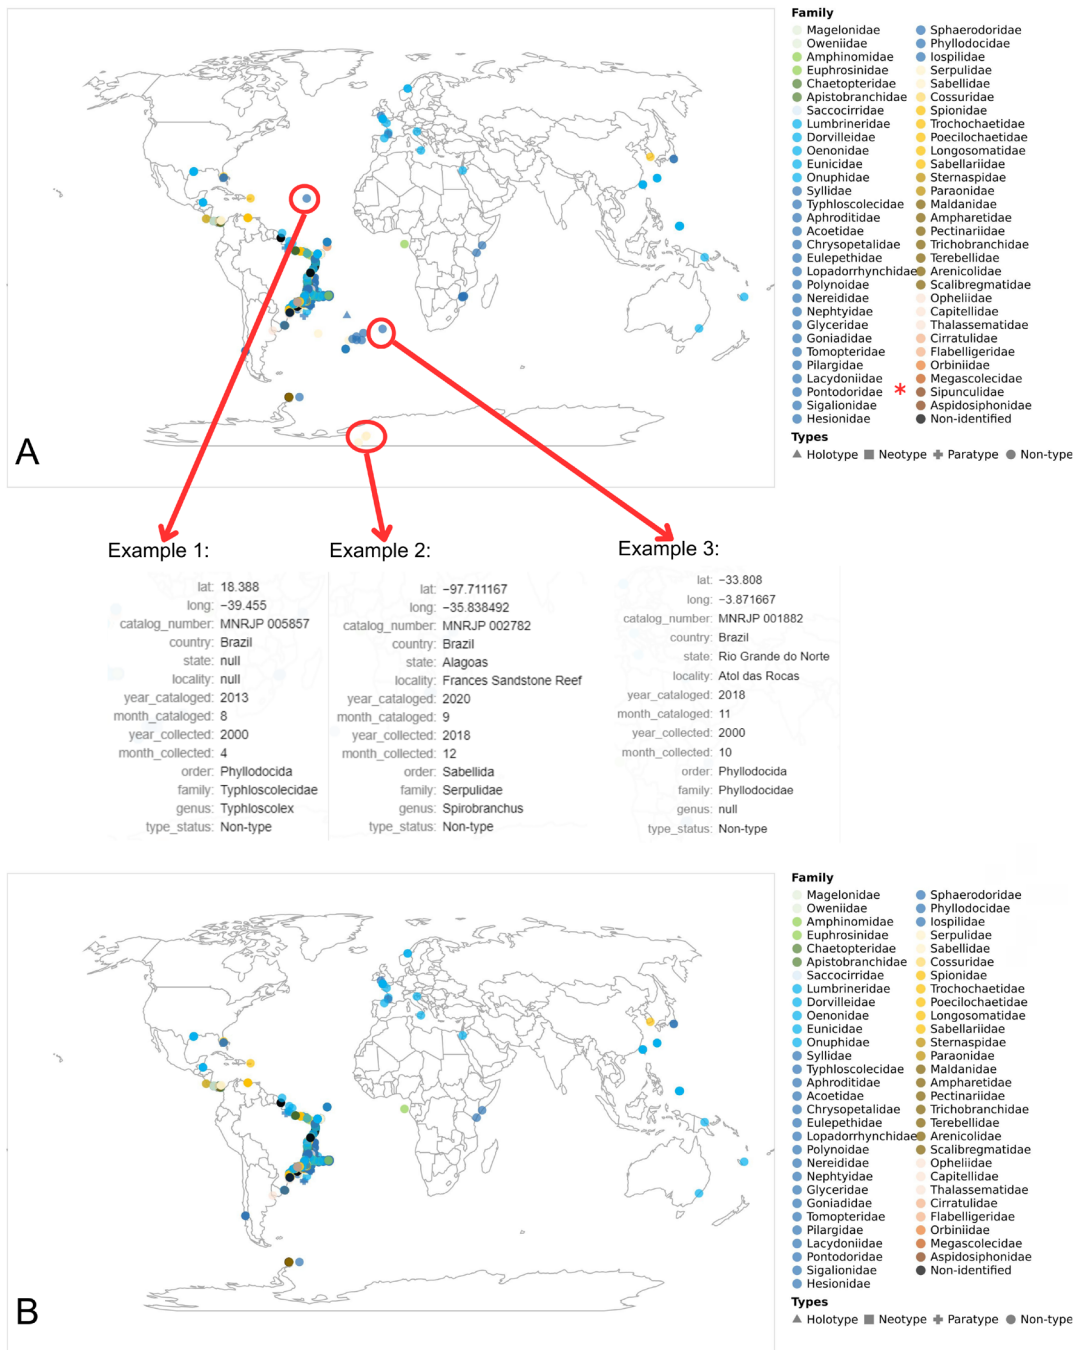 Family
Magelonidae
Oweniidae
Amphinomidae
Euphrosinidae
Chaetopteridae
Apistobranchidae
Saccocirridae
Lumbrineridae
Dorvilleidae
Oenonidae
Eunicidae
Onuphidae
Syllidae
Typhloscolecidae
Aphroditidae
Acoetidae
Chrysopetalidae
Eulepethidae
Lopadorrhynchidae
Polynoidae
Nereididae
Nephtyidae
Glyceridae
Goniadidae
Tomopteridae
Pilargidae
Lacydoniidae
Pontodoridae
Sigalionidae
Hesionidae
Sphaerodoridae
Phyllodocidae
Iospilidae
Serpulidae
Sabellidae
Cossuridae
Spionidae
Trochochaetidae
Poecilochaetidae
Longosomatidae
Sabellariidae
Sternaspidae
Paraonidae
Maldanidae
Ampharetidae
Pectinariidae
Trichobranchidae
Terebellidae
Arenicolidae
Scalibregmatidae
Opheliidae
Capitellidae
Thalassematidae
Cirratulidae
Flabelligeridae
Orbiniidae
Megascolecidae
* Sipunculidae
Aspidosiphonidae
Non-identified
Types
Holotype Neotype Paratype Non-type
A
Example 1:
lat: 18.388
long: −39.455
catalog_number: MNRJP 005857
country: Brazil
state: null
locality: null
year_cataloged: 2013
month_cataloged: 8
year_collected: 2000
month_collected: 4
order: Phyllodocida
family: Typhloscolecidae
genus: Typhloscolex
type_status: Non-type
Example 2:
lat: −97.711167
long: −35.838492
catalog_number: MNRJP 002782
country: Brazil
state: Alagoas
locality: Frances Sandstone Reef
year_cataloged: 2020
month_cataloged: 9
year_collected: 2018
month_collected: 12
order: Sabellida
family: Serpulidae
genus: Spirobranchus
type_status: Non-type
Example 3:
lat: −33.808
long: −3.871667
catalog_number: MNRJP 001882
country: Brazil
state: Rio Grande do Norte
locality: Atol das Rocas
year_cataloged: 2018
month_cataloged: 11
year_collected: 2000
month_collected: 10
order: Phyllodocida
family: Phyllodocidae
genus: null
type_status: Non-type
Family
Magelonidae
Oweniidae
Amphinomidae
Euphrosinidae
Chaetopteridae
Apistobranchidae
Saccocirridae
Lumbrineridae
Dorvilleidae
Oenonidae
Eunicidae
Onuphidae
Syllidae
Typhloscolecidae
Aphroditidae
Acoetidae
Chrysopetalidae
Eulepethidae
Lopadorrhynchidae
Polynoidae
Nereididae
Nephtyidae
Glyceridae
Goniadidae
Tomopteridae
Pilargidae
Lacydoniidae
Pontodoridae
Sigalionidae
Hesionidae
Sphaerodoridae
Phyllodocidae
Iospilidae
Serpulidae
Sabellidae
Cossuridae
Spionidae
Trochochaetidae
Poecilochaetidae
Longosomatidae
Sabellariidae
Sternaspidae
Paraonidae
Maldanidae
Ampharetidae
Pectinariidae
Trichobranchidae
Terebellidae
Arenicolidae
Scalibregmatidae
Opheliidae
Capitellidae
Thalassematidae
Cirratulidae
Flabelligeridae
Orbiniidae
Megascolecidae
Aspidosiphonidae
Non-identified
Types
Holotype Neotype Paratype Non-type
B